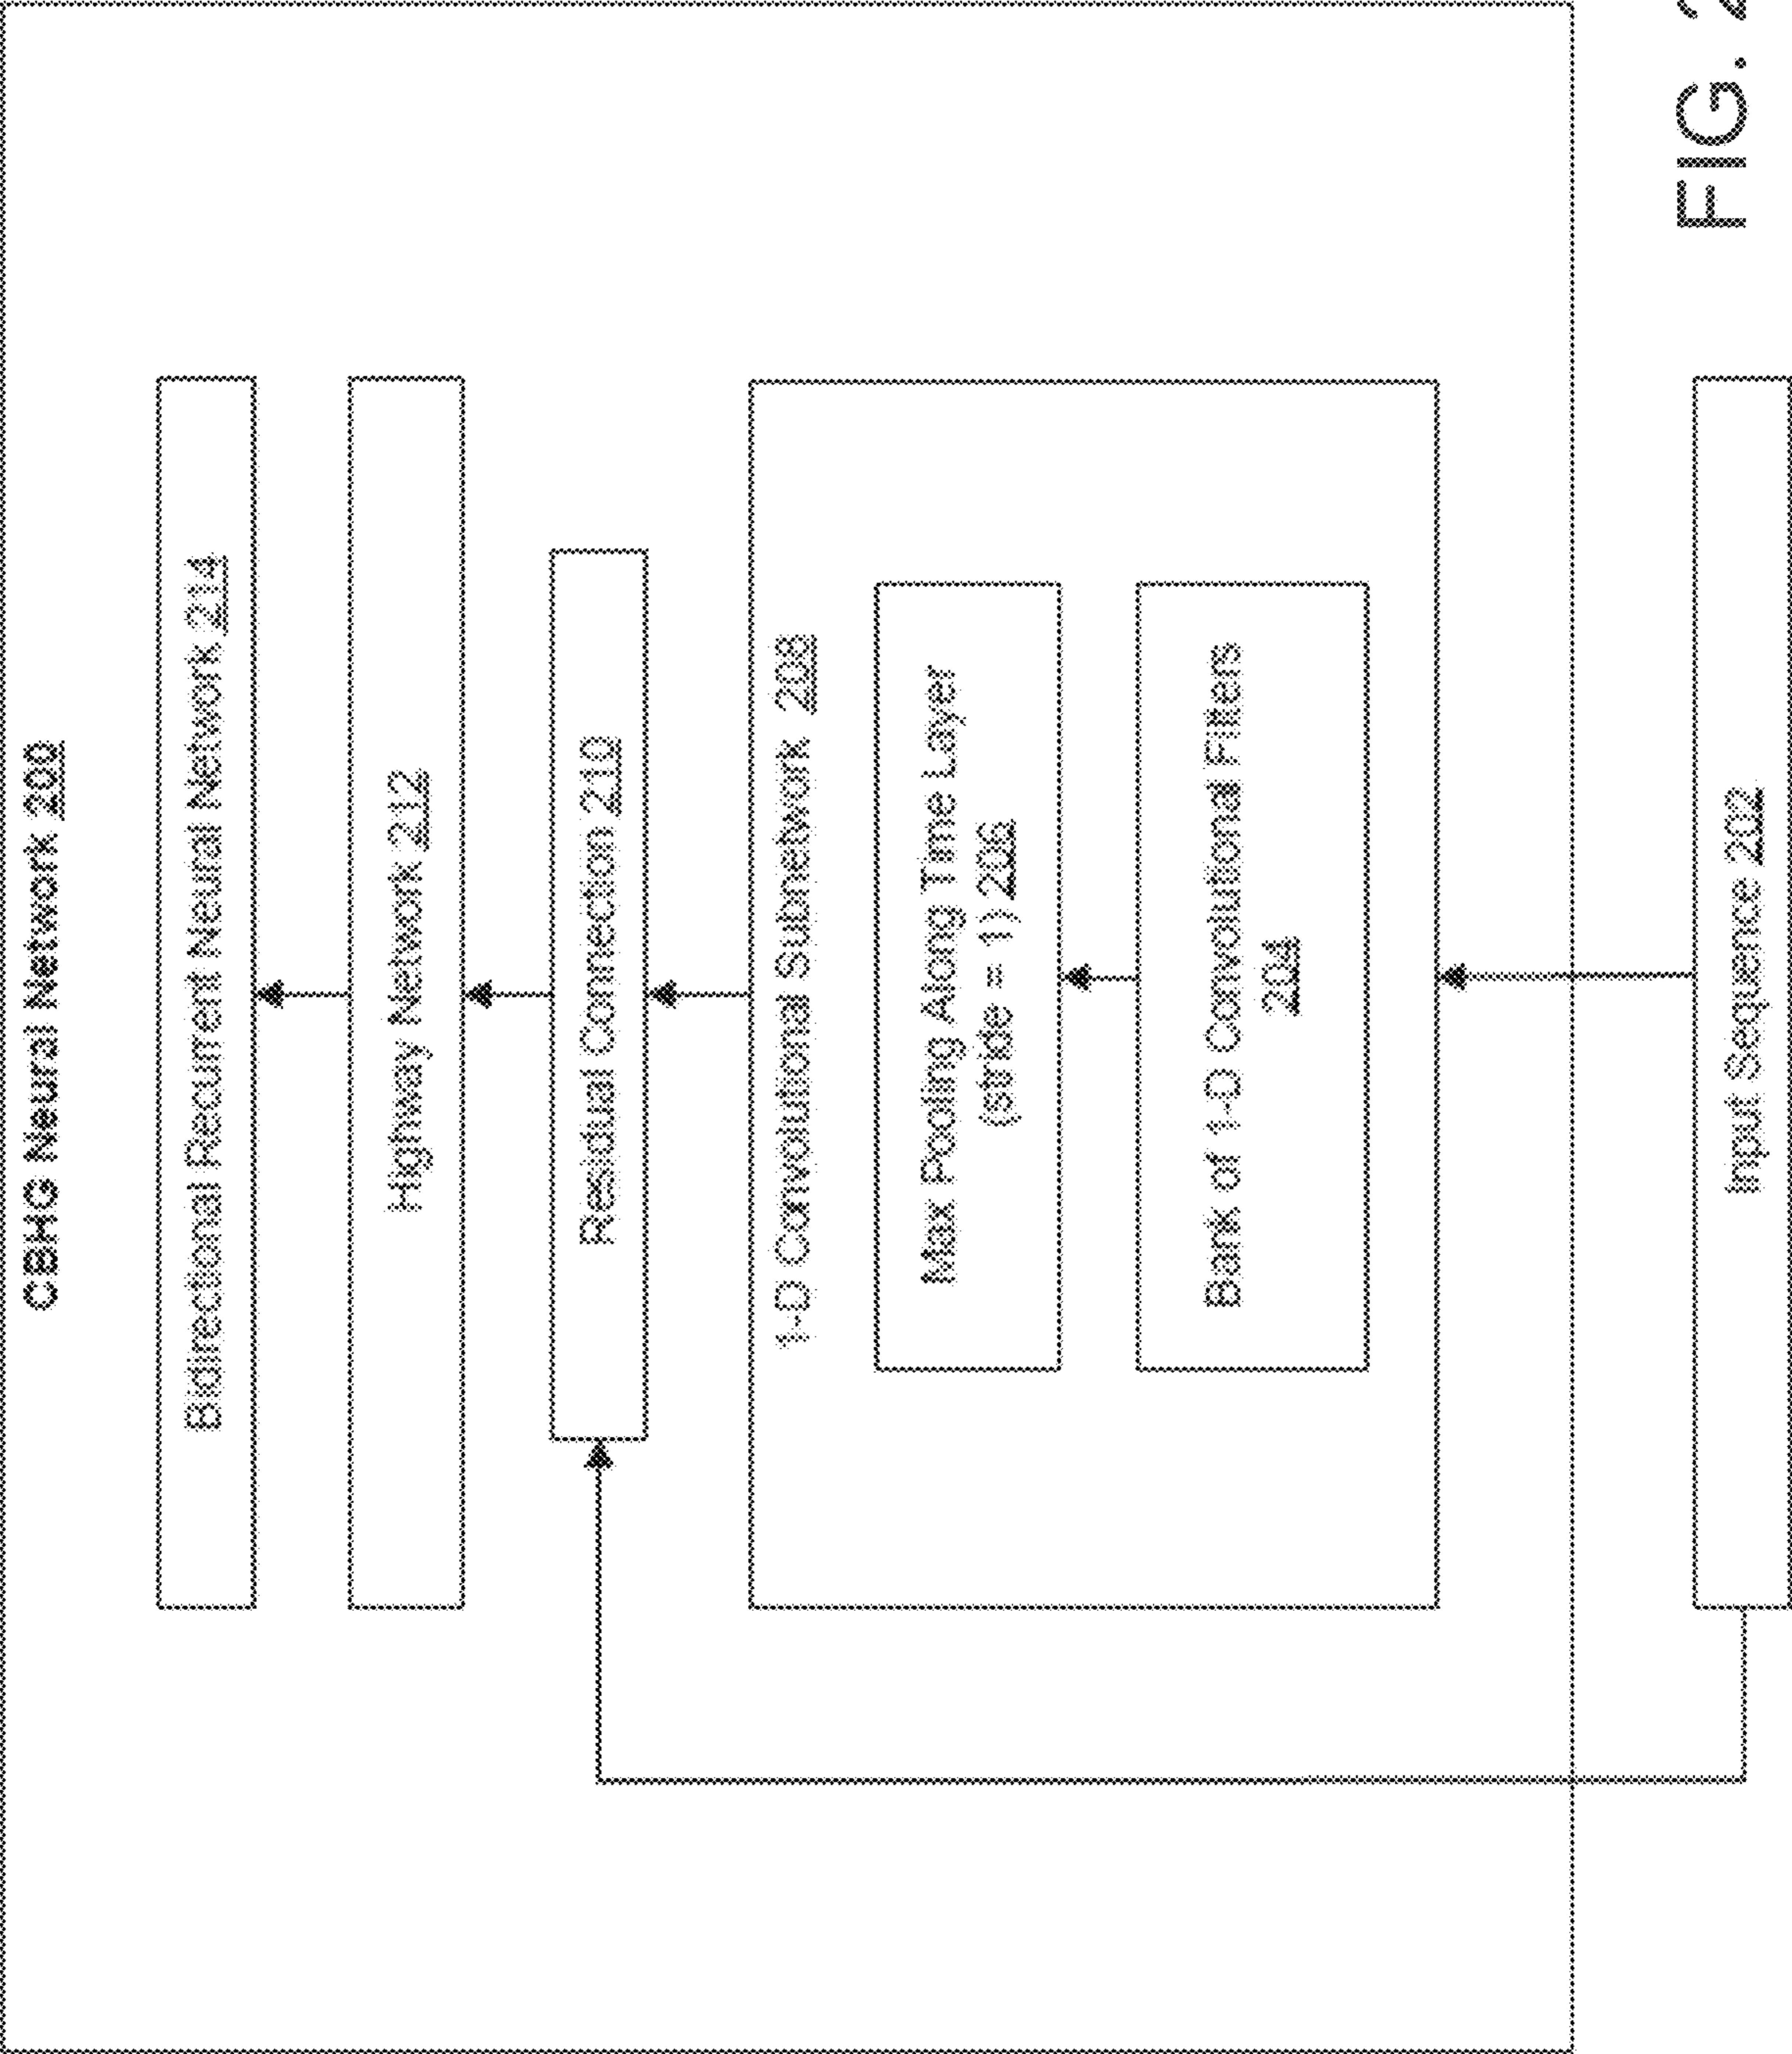 CBHG Neural Network 200
Bidirectional Recurrent Neural Network 214
Highway Network 212
Residual Connection 210
1-D Convolutional Subnetwork 208
Max Pooling Along Time Layer
(stride = 1) 206
Bank of 1-D Convolutional Filters
204
Input Sequence 202
FIG. 2